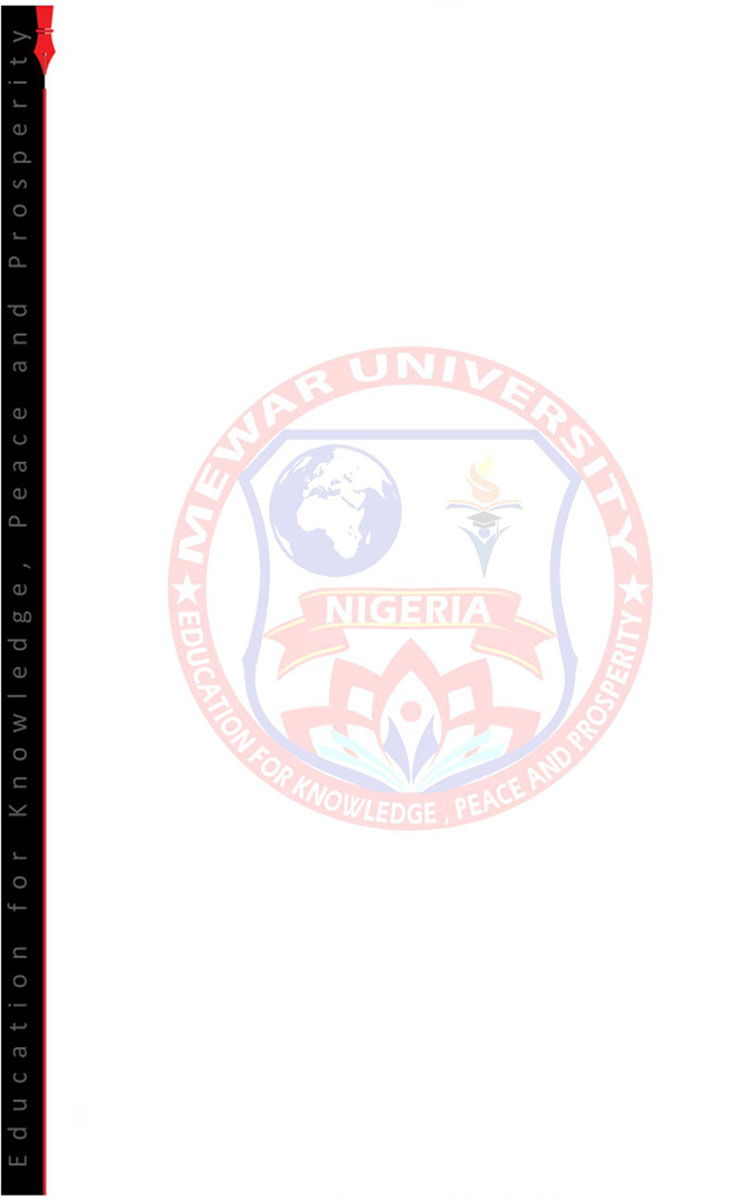 Education for Knowledge, Peace and Prosperity
MEWAR UNIVERSITY
NIGERIA
EDUCATION FOR KNOWLEDGE , PEACE AND PROSPERITY